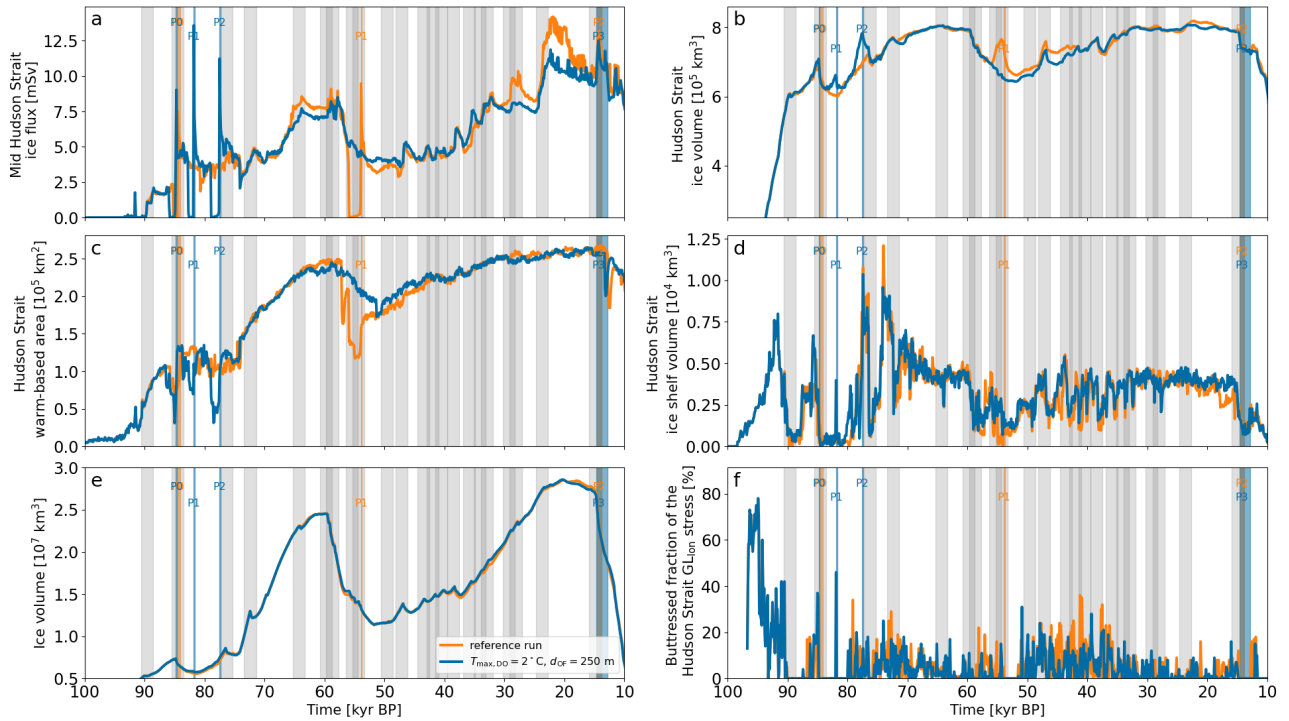 a
P0
P1
P2
P1
P2
P3
Mid Hudson Strait
ice flux [mSv]
12.5
10.0
7.5
5.0
2.5
0.0
b
P0
P1
P2
P1
P2
P3
Hudson Strait
ice volume [10⁵ km³]
8
6
4
c
P0
P1
P2
P1
P2
P3
Hudson Strait
warm-based area [10⁵ km²]
2.5
2.0
1.5
1.0
0.5
0.0
d
P0
P1
P2
P1
P2
P3
Hudson Strait
ice shelf volume [10⁴ km³]
1.25
1.00
0.75
0.50
0.25
0.00
e
P0
P1
P2
P1
P2
P3
Ice volume [10⁷ km³]
3.0
2.5
2.0
1.5
1.0
0.5
reference run
T_max,DO = 2°C, d_OF = 250 m
100 90 80 70 60 50 40 30 20 10
Time [kyr BP]
f
P0
P1
P2
P1
P2
P3
Buttressed fraction of the
Hudson Strait GL_lon stress [%]
80
60
40
20
0
100 90 80 70 60 50 40 30 20 10
Time [kyr BP]